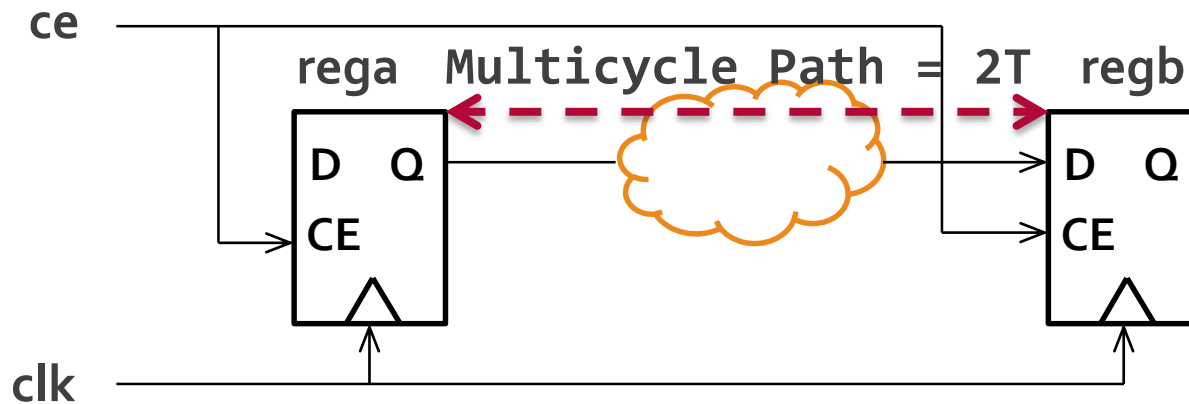 ce
rega Multicycle Path = 2T regb
D Q D Q
CE CE
clk